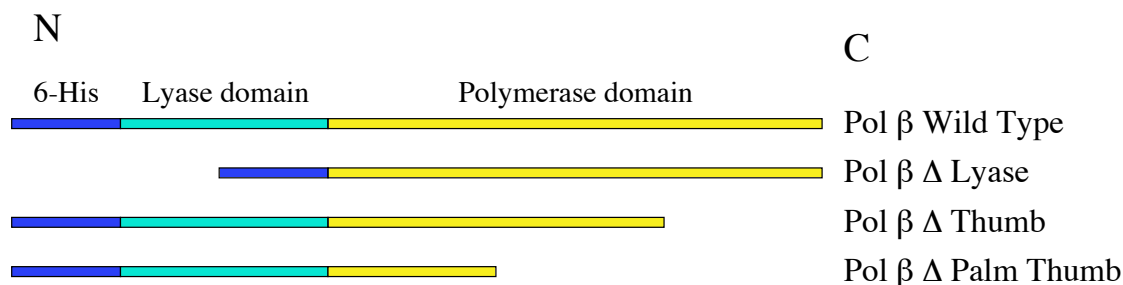 N
C
6-His Lyase domain Polymerase domain
Pol β Wild Type
Pol β Δ Lyase
Pol β Δ Thumb
Pol β Δ Palm Thumb